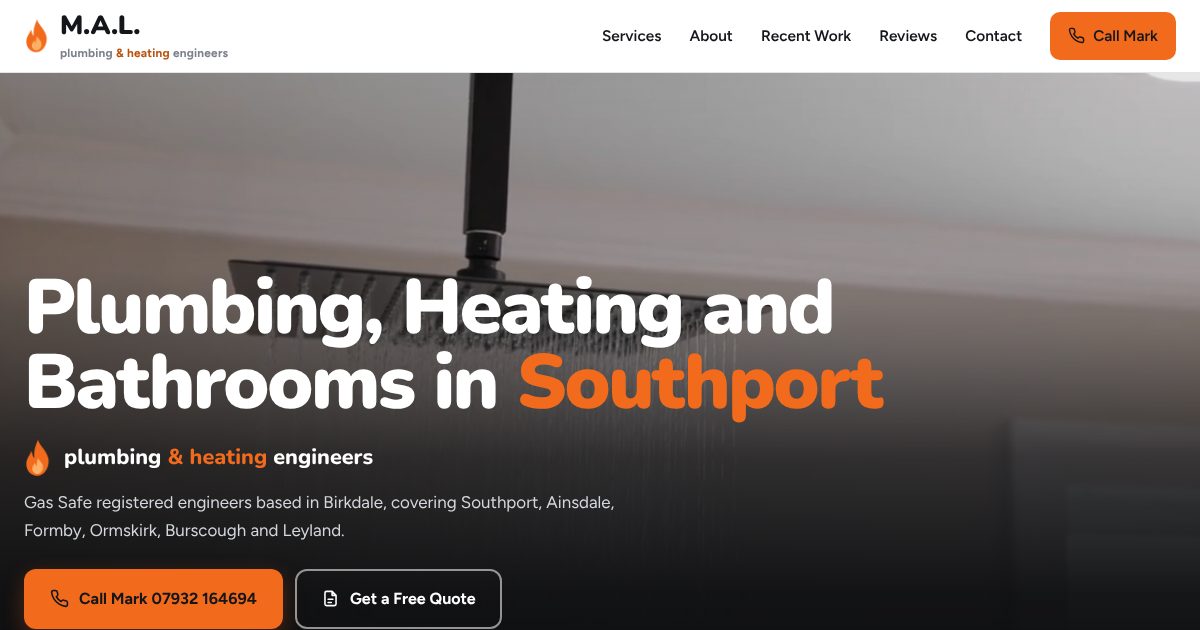 M.A.L.
plumbing & heating engineers
Services
About
Recent Work
Reviews
Contact
Call Mark
Plumbing, Heating and
Bathrooms in Southport
plumbing & heating engineers
Gas Safe registered engineers based in Birkdale, covering Southport, Ainsdale,
Formby, Ormskirk, Burscough and Leyland.
Call Mark 07932 164694
Get a Free Quote